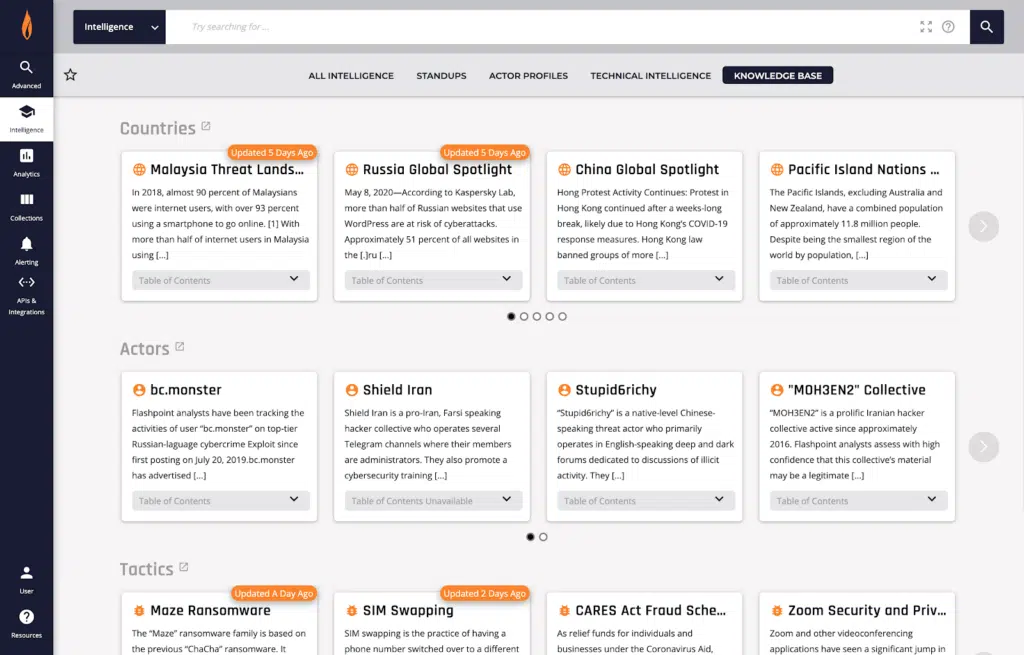 Intelligence
Try searching for ...
Advanced
Intelligence
Analytics
Collections
Alerting
APIs &
Integrations
User
Resources
ALL INTELLIGENCE
STANDUPS
ACTOR PROFILES
TECHNICAL INTELLIGENCE
KNOWLEDGE BASE
Countries
Updated 5 Days Ago
Malaysia Threat Lands...
In 2018, almost 90 percent of Malaysians
were internet users, with over 93 percent
using a smartphone to go online. [1] With
more than half of internet users in Malaysia
using [...]
Table of Contents
Updated 5 Days Ago
Russia Global Spotlight
May 8, 2020—According to Kaspersky Lab,
more than half of Russian websites that use
WordPress are at risk of cyberattacks.
Approximately 51 percent of all websites in
the [.]ru [...]
Table of Contents
China Global Spotlight
Hong Protest Activity Continues: Protest in
Hong Kong continued after a weeks-long
break, likely due to Hong Kong's COVID-19
response measures. Hong Kong law
banned groups of more [...]
Table of Contents
Pacific Island Nations ...
The Pacific Islands, excluding Australia and
New Zealand, have a combined population
of approximately 11.8 million people.
Despite being the smallest region of the
world by population, [...]
Table of Contents
Actors
bc.monster
Flashpoint analysts have been tracking the
activities of user “bc.monster” on top-tier
Russian-laguage cybercrime Exploit since
first posting on July 20, 2019.bc.monster
has advertised [...]
Table of Contents
Shield Iran
Shield Iran is a pro-Iran, Farsi speaking
hacker collective who operates several
Telegram channels where their members
are administrators. They also promote a
cybersecurity training [...]
Table of Contents Unavailable
Stupid6richy
“Stupid6richy” is a native-level Chinese-
speaking threat actor who primarily
operates in English-speaking deep and dark
forums dedicated to discussions of illicit
activity. They [...]
Table of Contents
"MOH3EN2" Collective
“MOH3EN2” is a prolific Iranian hacker
collective active since approximately
2016. Flashpoint analysts assess with high
confidence that this collective's material
may be a legitimate [...]
Table of Contents
Tactics
Updated A Day Ago
Maze Ransomware
The “Maze” ransomware family is based on
the previous “ChaCha” ransomware. It
Updated 2 Days Ago
SIM Swapping
SIM swapping is the practice of having a
phone number switched over to a different
CARES Act Fraud Sche...
As relief funds for individuals and
businesses under the Coronavirus Aid,
Zoom Security and Priv...
Zoom and other videoconferencing
applications have seen a significant jump in